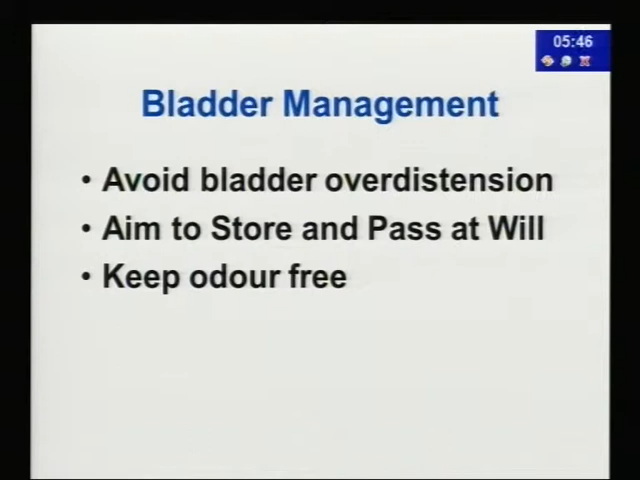 05:46
Bladder Management
• Avoid bladder overdistension
• Aim to Store and Pass at Will
• Keep odour free